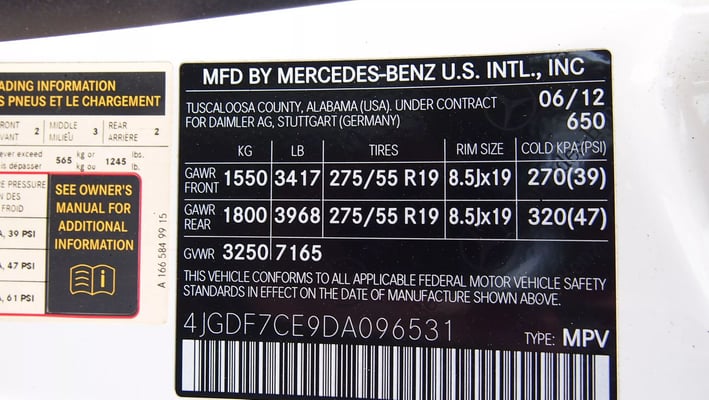 ADING INFORMATION
S PNEUS ET LE CHARGEMENT
FRONT 2 MIDDLE 3 REAR 2
VANT MILIEU ARRIERE
ever exceed 565 kg or 1245 lbs.
s dépasser kg ou lb.
E PRESSURE
N DES
FROID
A, 39 PSI
A, 47 PSI
A, 61 PSI
SEE OWNER'S
MANUAL FOR
ADDITIONAL
INFORMATION
A 166 584 99 15
MFD BY MERCEDES-BENZ U.S. INTL., INC
TUSCALOOSA COUNTY, ALABAMA (USA). UNDER CONTRACT 06/12
FOR DAIMLER AG, STUTTGART (GERMANY) 650
KG LB TIRES RIM SIZE COLD KPA (PSI)
GAWR FRONT 1550 3417 275/55 R19 8.5Jx19 270(39)
GAWR REAR 1800 3968 275/55 R19 8.5Jx19 320(47)
GVWR 3250 7165
THIS VEHICLE CONFORMS TO ALL APPLICABLE FEDERAL MOTOR VEHICLE SAFETY
STANDARDS IN EFFECT ON THE DATE OF MANUFACTURE SHOWN ABOVE.
4JGDF7CE9DA096531
TYPE: MPV